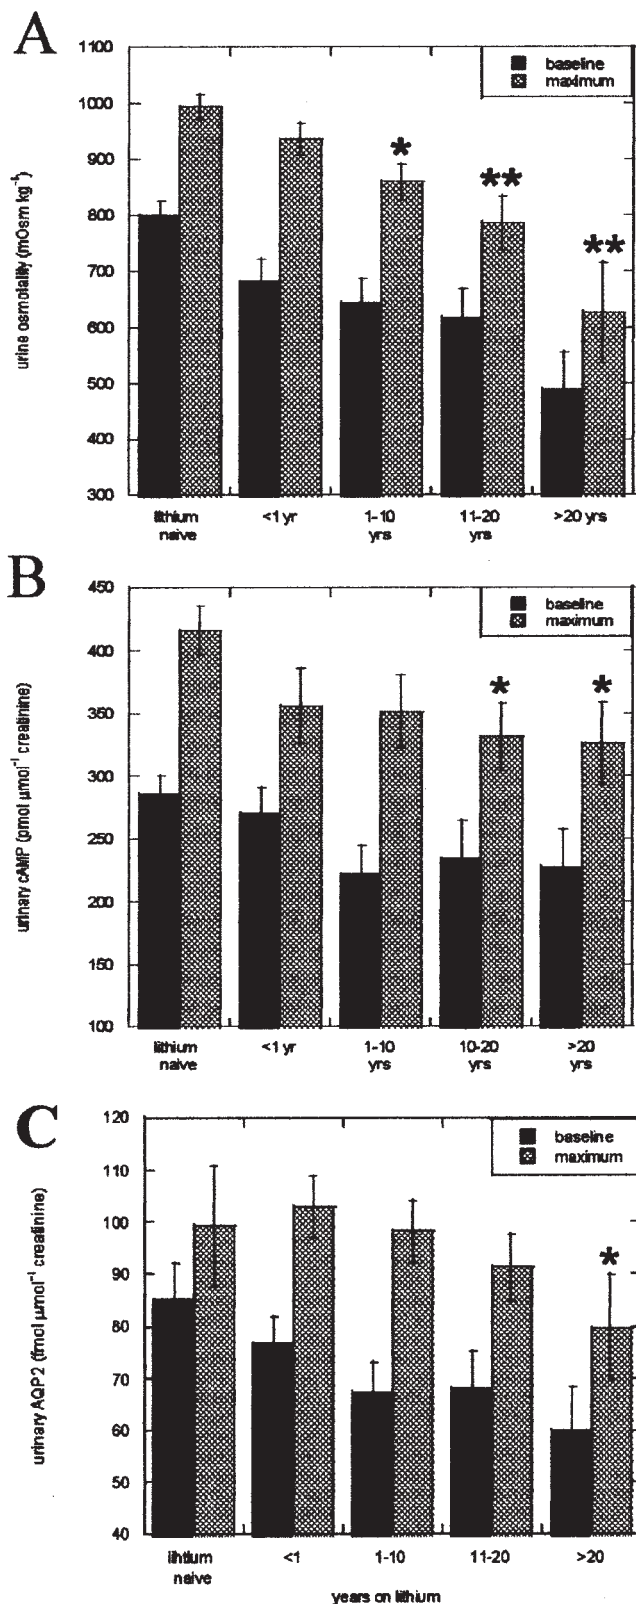 A
1100
1000
900
800
700
600
500
400
300
urine osmolality (mOsm kg⁻¹)
baseline
maximum
*
**
**
lithium naive
<1 yr
1-10 yrs
11-20 yrs
>20 yrs
B
450
400
350
300
250
200
150
100
urinary cAMP (pmol µmol⁻¹ creatinine)
baseline
maximum
*
*
lithium naive
<1 yr
1-10 yrs
10-20 yrs
>20 yrs
C
120
110
100
90
80
70
60
50
40
urinary AQP2 (fmol µmol⁻¹ creatinine)
baseline
maximum
*
lihtium naive
<1
1-10
11-20
>20
years on lithium